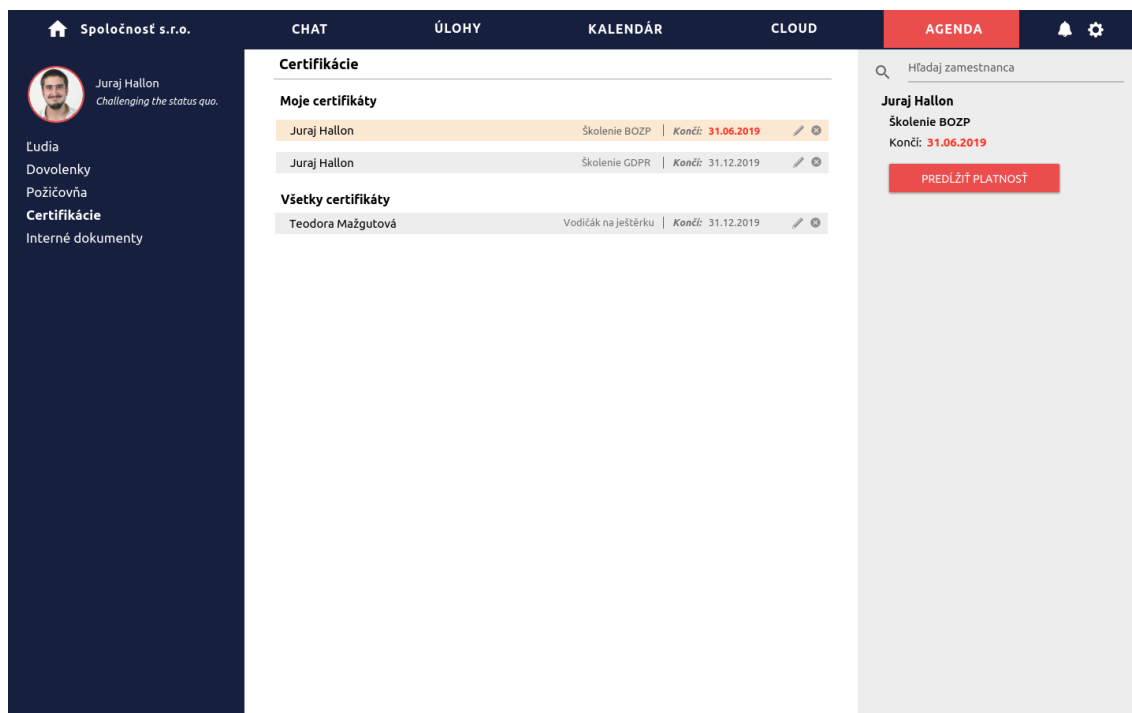 Spoločnosť s.r.o. CHAT ÚLOHY KALENDÁR CLOUD AGENDA
Juraj Hallon
Challenging the status quo.
Ľudia
Dovolenky
Požičovňa
Certifikácie
Interné dokumenty
Certifikácie
Moje certifikáty
Juraj Hallon Školenie BOZP | Končí: 31.06.2019
Juraj Hallon Školenie GDPR | Končí: 31.12.2019
Všetky certifikáty
Teodora Mažgutová Vodičák na ještěrku | Končí: 31.12.2019
Hľadaj zamestnanca
Juraj Hallon
Školenie BOZP
Končí: 31.06.2019
PREDĹŽIŤ PLATNOSŤ